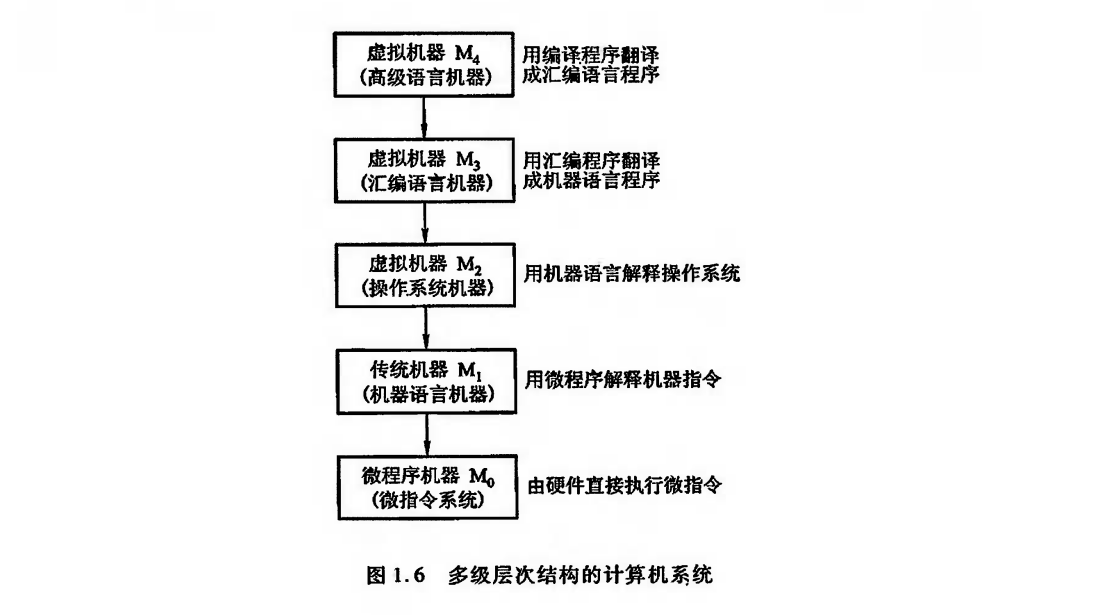 虚拟机器 M₄
(高级语言机器)
用编译程序翻译
成汇编语言程序
虚拟机器 M₃
(汇编语言机器)
用汇编程序翻译
成机器语言程序
虚拟机器 M₂
(操作系统机器)
用机器语言解释操作系统
传统机器 M₁
(机器语言机器)
用微程序解释机器指令
微程序机器 M₀
(微指令系统)
由硬件直接执行微指令
图 1.6 多级层次结构的计算机系统